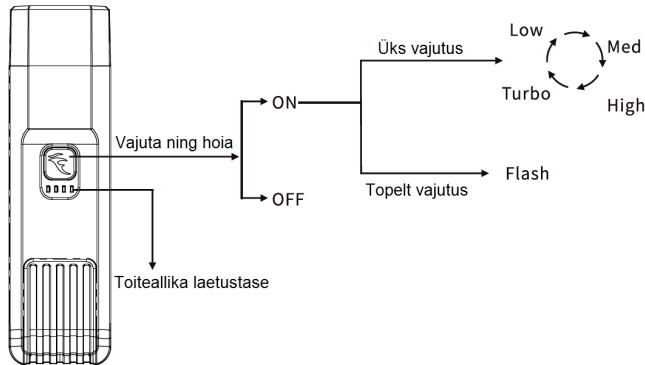 Üks vajutus
Low
Med
Turbo
High
Vajuta ning hoia
ON
Topelt vajutus
Flash
OFF
Toiteallika laetustase